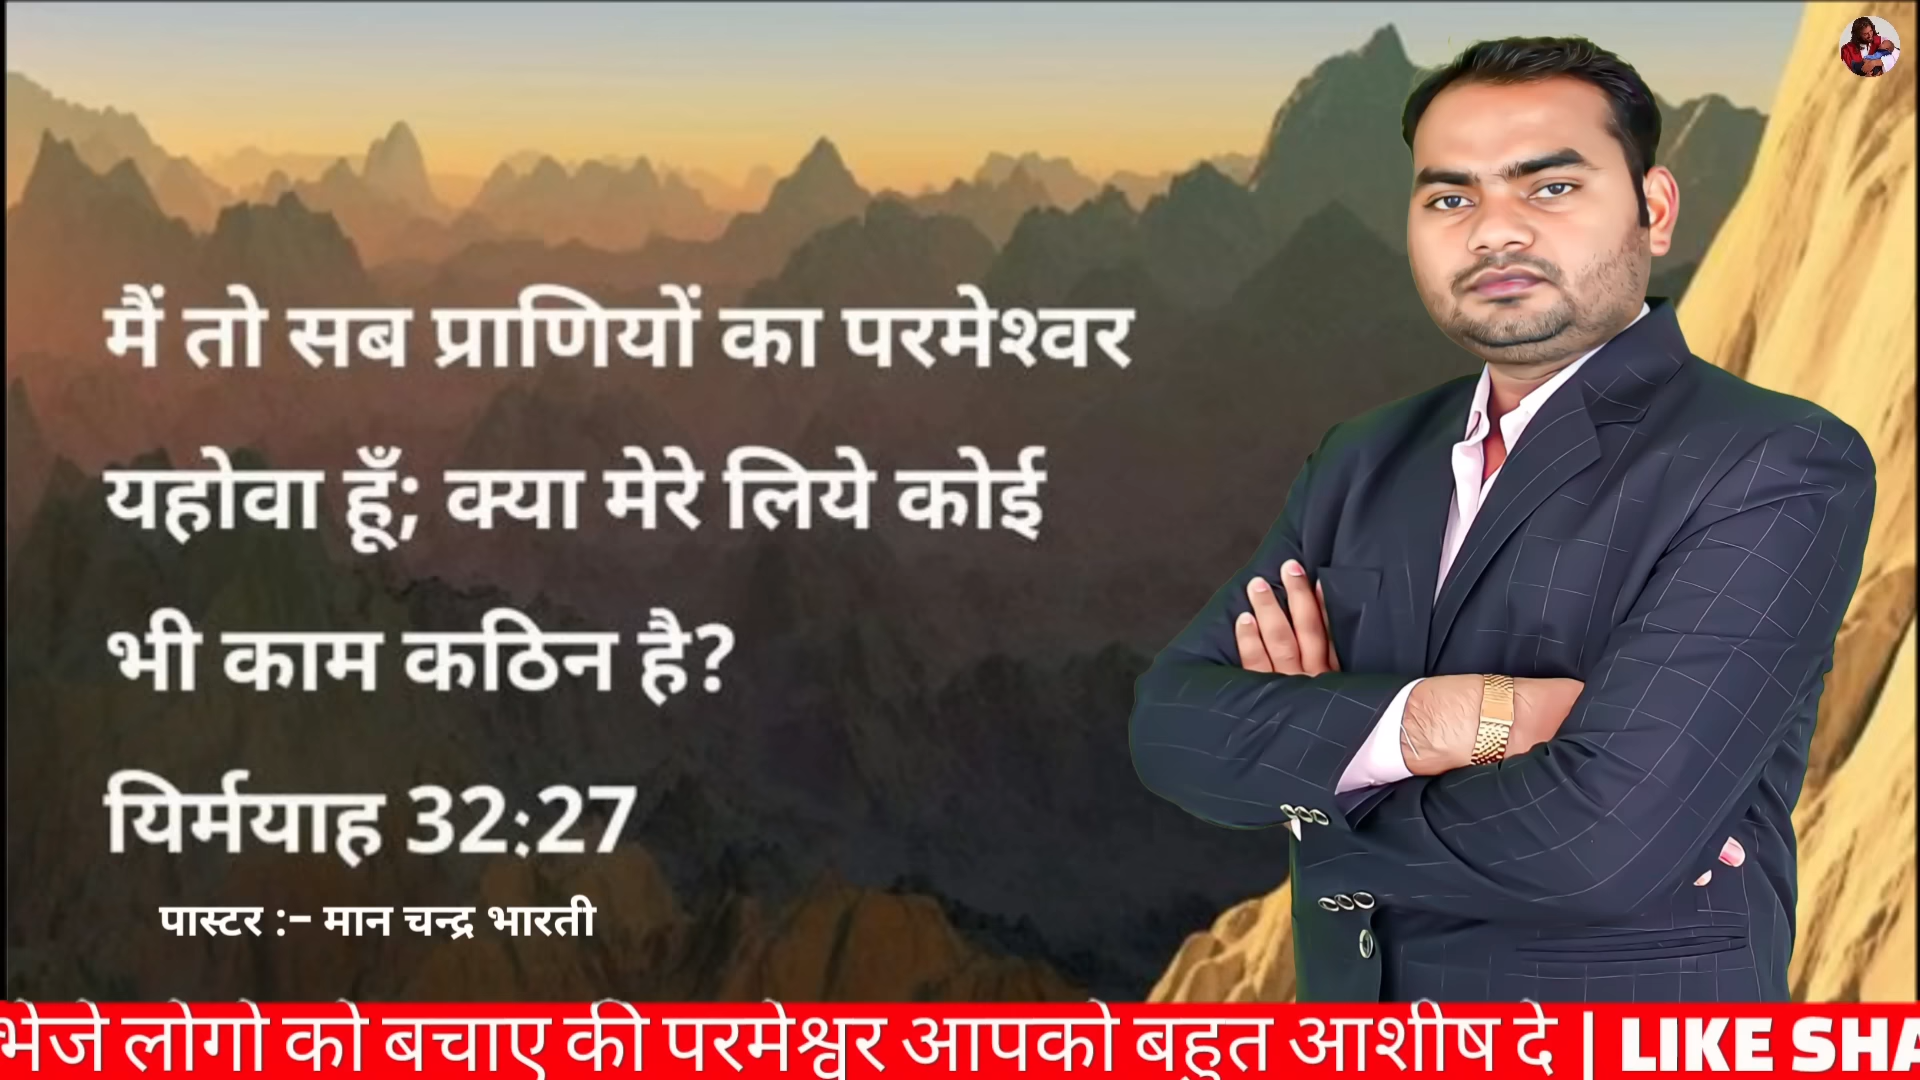 मैं तो सब प्राणियों का परमेश्वर
यहोवा हूँ; क्या मेरे लिये कोई
भी काम कठिन है?
यिर्मयाह 32:27
पास्टर :- मान चन्द्र भारती
भेजे लोगो को बचाए की परमेश्वर आपको बहुत आशीष दे | LIKE SHA